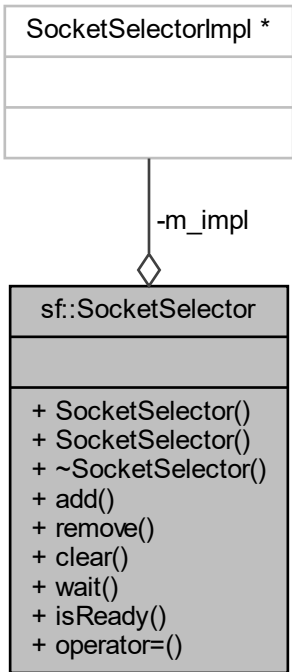 SocketSelectorImpl *
-m_impl
sf::SocketSelector
+ SocketSelector()
+ SocketSelector()
+ ~SocketSelector()
+ add()
+ remove()
+ clear()
+ wait()
+ isReady()
+ operator=()